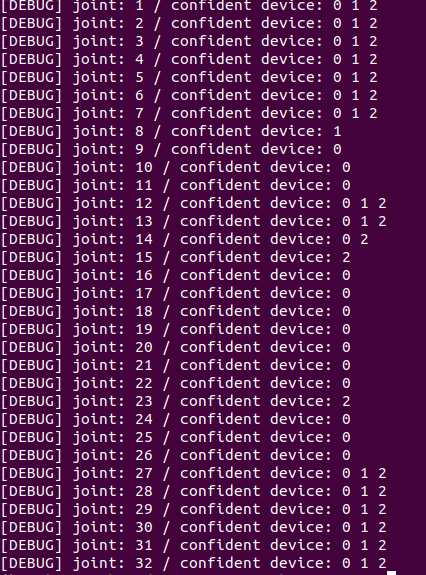 [DEBUG] joint: 1 / confident device: 0 1 2
[DEBUG] joint: 2 / confident device: 0 1 2
[DEBUG] joint: 3 / confident device: 0 1 2
[DEBUG] joint: 4 / confident device: 0 1 2
[DEBUG] joint: 5 / confident device: 0 1 2
[DEBUG] joint: 6 / confident device: 0 1 2
[DEBUG] joint: 7 / confident device: 0 1 2
[DEBUG] joint: 8 / confident device: 1
[DEBUG] joint: 9 / confident device: 0
[DEBUG] joint: 10 / confident device: 0
[DEBUG] joint: 11 / confident device: 0
[DEBUG] joint: 12 / confident device: 0 1 2
[DEBUG] joint: 13 / confident device: 0 1 2
[DEBUG] joint: 14 / confident device: 0 2
[DEBUG] joint: 15 / confident device: 2
[DEBUG] joint: 16 / confident device: 0
[DEBUG] joint: 17 / confident device: 0
[DEBUG] joint: 18 / confident device: 0
[DEBUG] joint: 19 / confident device: 0
[DEBUG] joint: 20 / confident device: 0
[DEBUG] joint: 21 / confident device: 0
[DEBUG] joint: 22 / confident device: 0
[DEBUG] joint: 23 / confident device: 2
[DEBUG] joint: 24 / confident device: 0
[DEBUG] joint: 25 / confident device: 0
[DEBUG] joint: 26 / confident device: 0
[DEBUG] joint: 27 / confident device: 0 1 2
[DEBUG] joint: 28 / confident device: 0 1 2
[DEBUG] joint: 29 / confident device: 0 1 2
[DEBUG] joint: 30 / confident device: 0 1 2
[DEBUG] joint: 31 / confident device: 0 1 2
[DEBUG] joint: 32 / confident device: 0 1 2